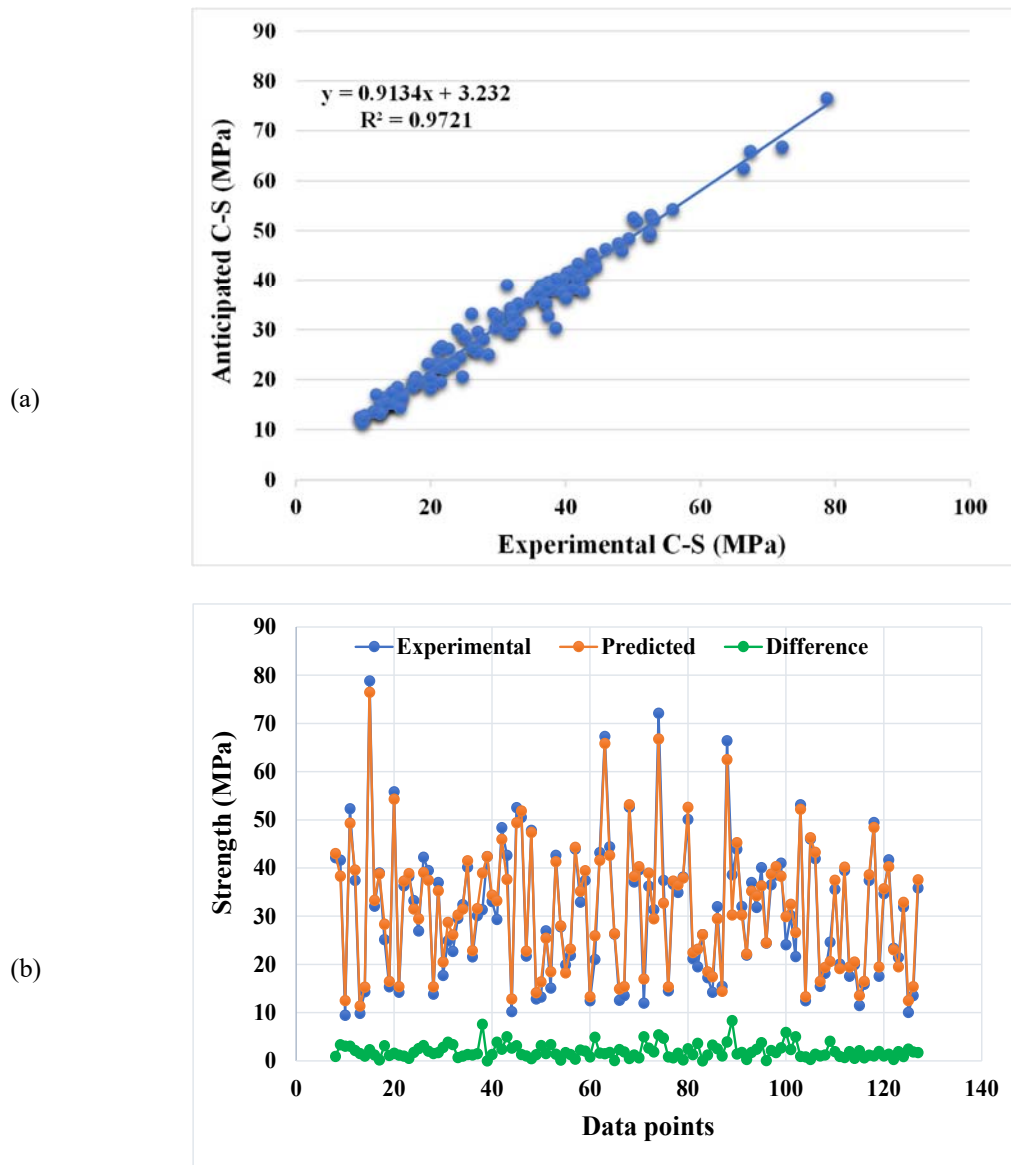 90
80
70
60
50
40
30
20
10
0
y = 0.9134x + 3.232
R² = 0.9721
Anticipated C-S (MPa)
0 20 40 60 80 100
Experimental C-S (MPa)
(a)
90
80
70
60
50
40
30
20
10
0
Experimental Predicted Difference
Strength (MPa)
0 20 40 60 80 100 120 140
Data points
(b)